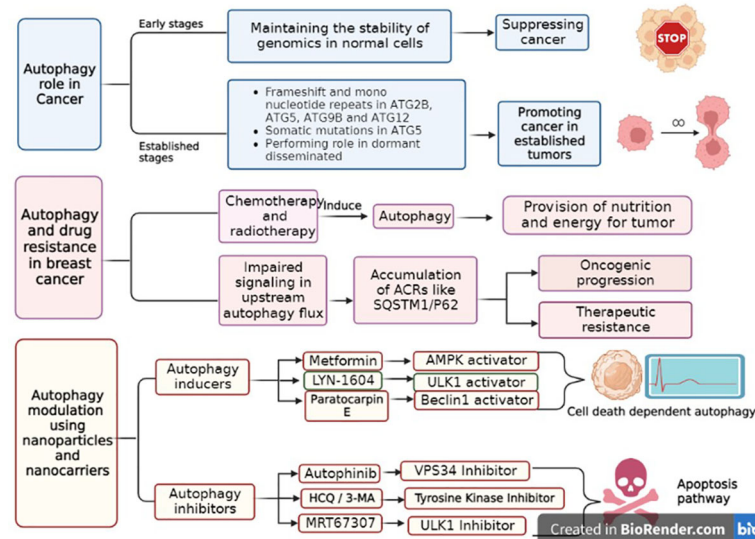 Autophagy
role in
Cancer
Early stages
Maintaining the stability of
genomics in normal cells
Suppressing
cancer
STOP
Established
stages
• Frameshift and mono
nucleotide repeats in ATG2B,
ATG5, ATG9B and ATG12
• Somatic mutations in ATG5
• Performing role in dormant
disseminated
Promoting
cancer in
established
tumors
∞
Autophagy
and drug
resistance
in breast
cancer
Chemotherapy
and
radiotherapy
Induce
Autophagy
Provision of nutrition
and energy for tumor
Impaired
signaling in
upstream
autophagy flux
Accumulation
of ACRs like
SQSTM1/P62
Oncogenic
progression
Therapeutic
resistance
Autophagy
modulation
using
nanoparticles
and
nanocarriers
Autophagy
inducers
Metformin
AMPK activator
LYN-1604
ULK1 activator
Paratocarpin
E
Beclin1 activator
Cell death dependent autophagy
Autophagy
inhibitors
Autophinib
VPS34 Inhibitor
HCQ / 3-MA
Tyrosine Kinase Inhibitor
MRT67307
ULK1 Inhibitor
Apoptosis
pathway
Created in BioRender.com